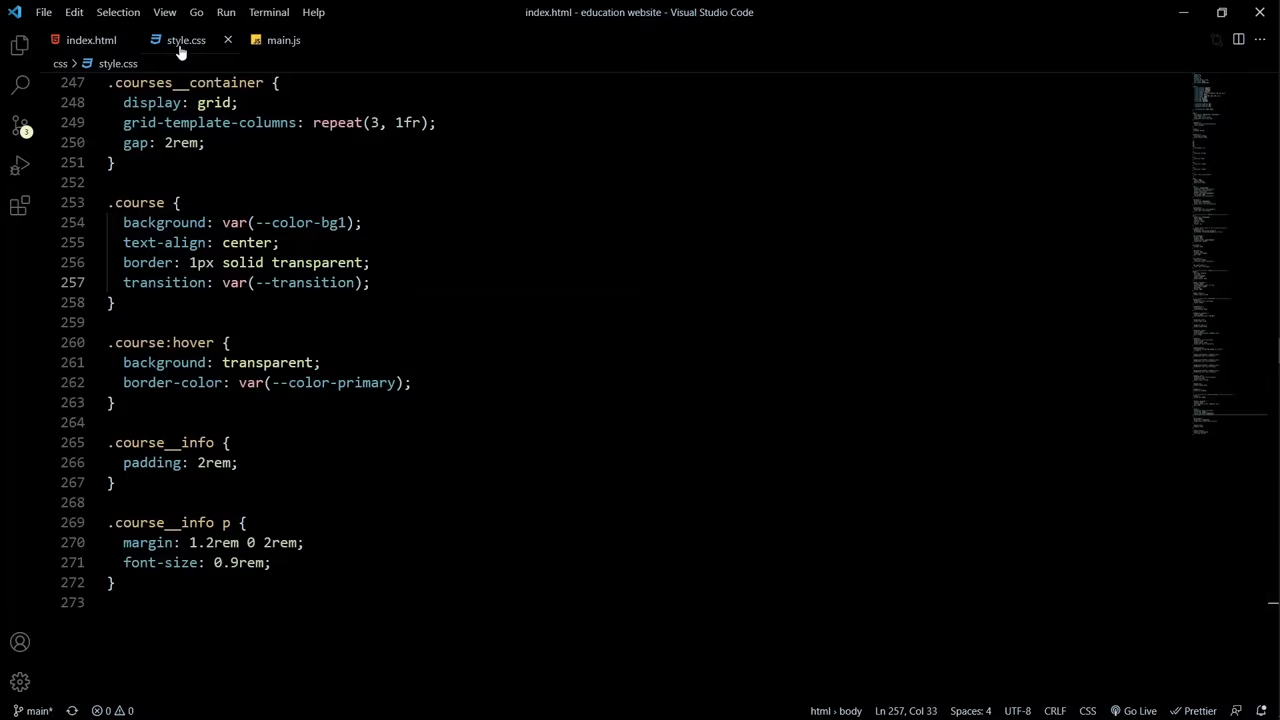 File Edit Selection View Go Run Terminal Help index.html - education website - Visual Studio Code
index.html style.css main.js
css > style.css
247 .courses__container {
248 display: grid;
249 grid-template-columns: repeat(3, 1fr);
250 gap: 2rem;
251 }
252
253 .course {
254 background: var(--color-bg1);
255 text-align: center;
256 border: 1px solid transparent;
257 transition: var(--transition);
258 }
259
260 .course:hover {
261 background: transparent;
262 border-color: var(--color-primary);
263 }
264
265 .course__info {
266 padding: 2rem;
267 }
268
269 .course__info p {
270 margin: 1.2rem 0 2rem;
271 font-size: 0.9rem;
272 }
273
3
main* 0 0 html › body Ln 257, Col 33 Spaces: 4 UTF-8 CRLF CSS Go Live Prettier